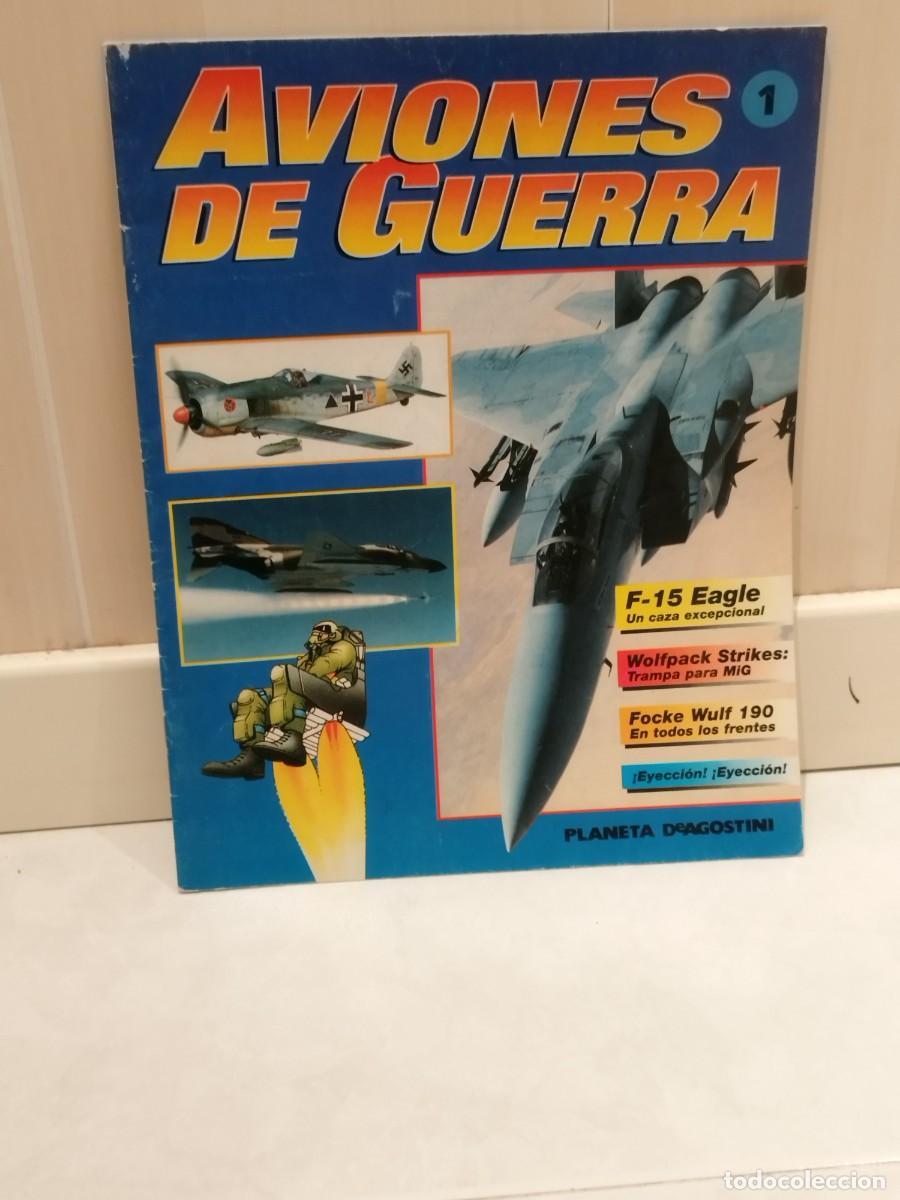 AVIONES
DE GUERRA
1
F-15 Eagle
Un caza excepcional
Wolfpack Strikes:
Trampa para MiG
Focke Wulf 190
En todos los frentes
¡Eyección! ¡Eyección!
PLANETA DeAGOSTINI
todocoleccion